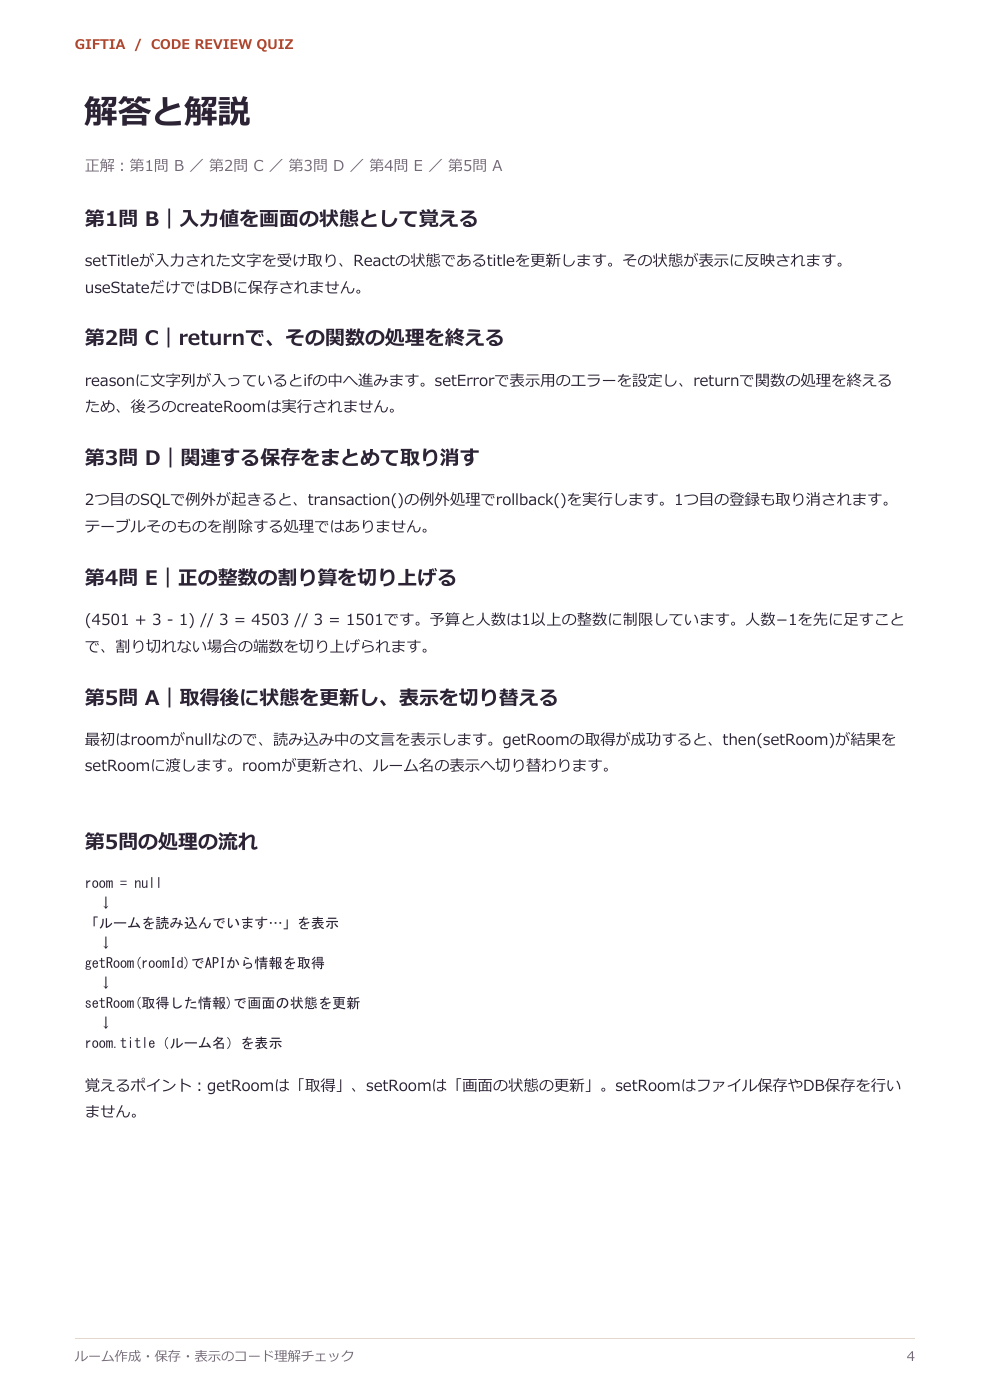 GIFTIA / CODE REVIEW QUIZ
解答と解説
正解：第1問 B ／ 第2問 C ／ 第3問 D ／ 第4問 E ／ 第5問 A
第1問 B｜入力値を画面の状態として覚える
setTitleが入力された文字を受け取り、Reactの状態であるtitleを更新します。その状態が表示に反映されます。
useStateだけではDBに保存されません。
第2問 C｜returnで、その関数の処理を終える
reasonに文字列が入っているとifの中へ進みます。setErrorで表示用のエラーを設定し、returnで関数の処理を終える
ため、後ろのcreateRoomは実行されません。
第3問 D｜関連する保存をまとめて取り消す
2つ目のSQLで例外が起きると、transaction()の例外処理でrollback()を実行します。1つ目の登録も取り消されます。
テーブルそのものを削除する処理ではありません。
第4問 E｜正の整数の割り算を切り上げる
(4501 + 3 - 1) // 3 = 4503 // 3 = 1501です。予算と人数は1以上の整数に制限しています。人数−1を先に足すこと
で、割り切れない場合の端数を切り上げられます。
第5問 A｜取得後に状態を更新し、表示を切り替える
最初はroomがnullなので、読み込み中の文言を表示します。getRoomの取得が成功すると、then(setRoom)が結果を
setRoomに渡します。roomが更新され、ルーム名の表示へ切り替わります。
第5問の処理の流れ
room = null
↓
「ルームを読み込んでいます…」を表示
↓
getRoom(roomId)でAPIから情報を取得
↓
setRoom(取得した情報)で画面の状態を更新
↓
room.title（ルーム名）を表示
覚えるポイント：getRoomは「取得」、setRoomは「画面の状態の更新」。setRoomはファイル保存やDB保存を行い
ません。
ルーム作成・保存・表示のコード理解チェック
4